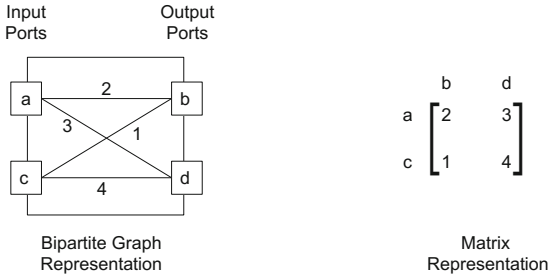 Input Output
Ports Ports
a 2 b
3 1
c 4 d
Bipartite Graph
Representation
b d
a 2 3
c 1 4
Matrix
Representation